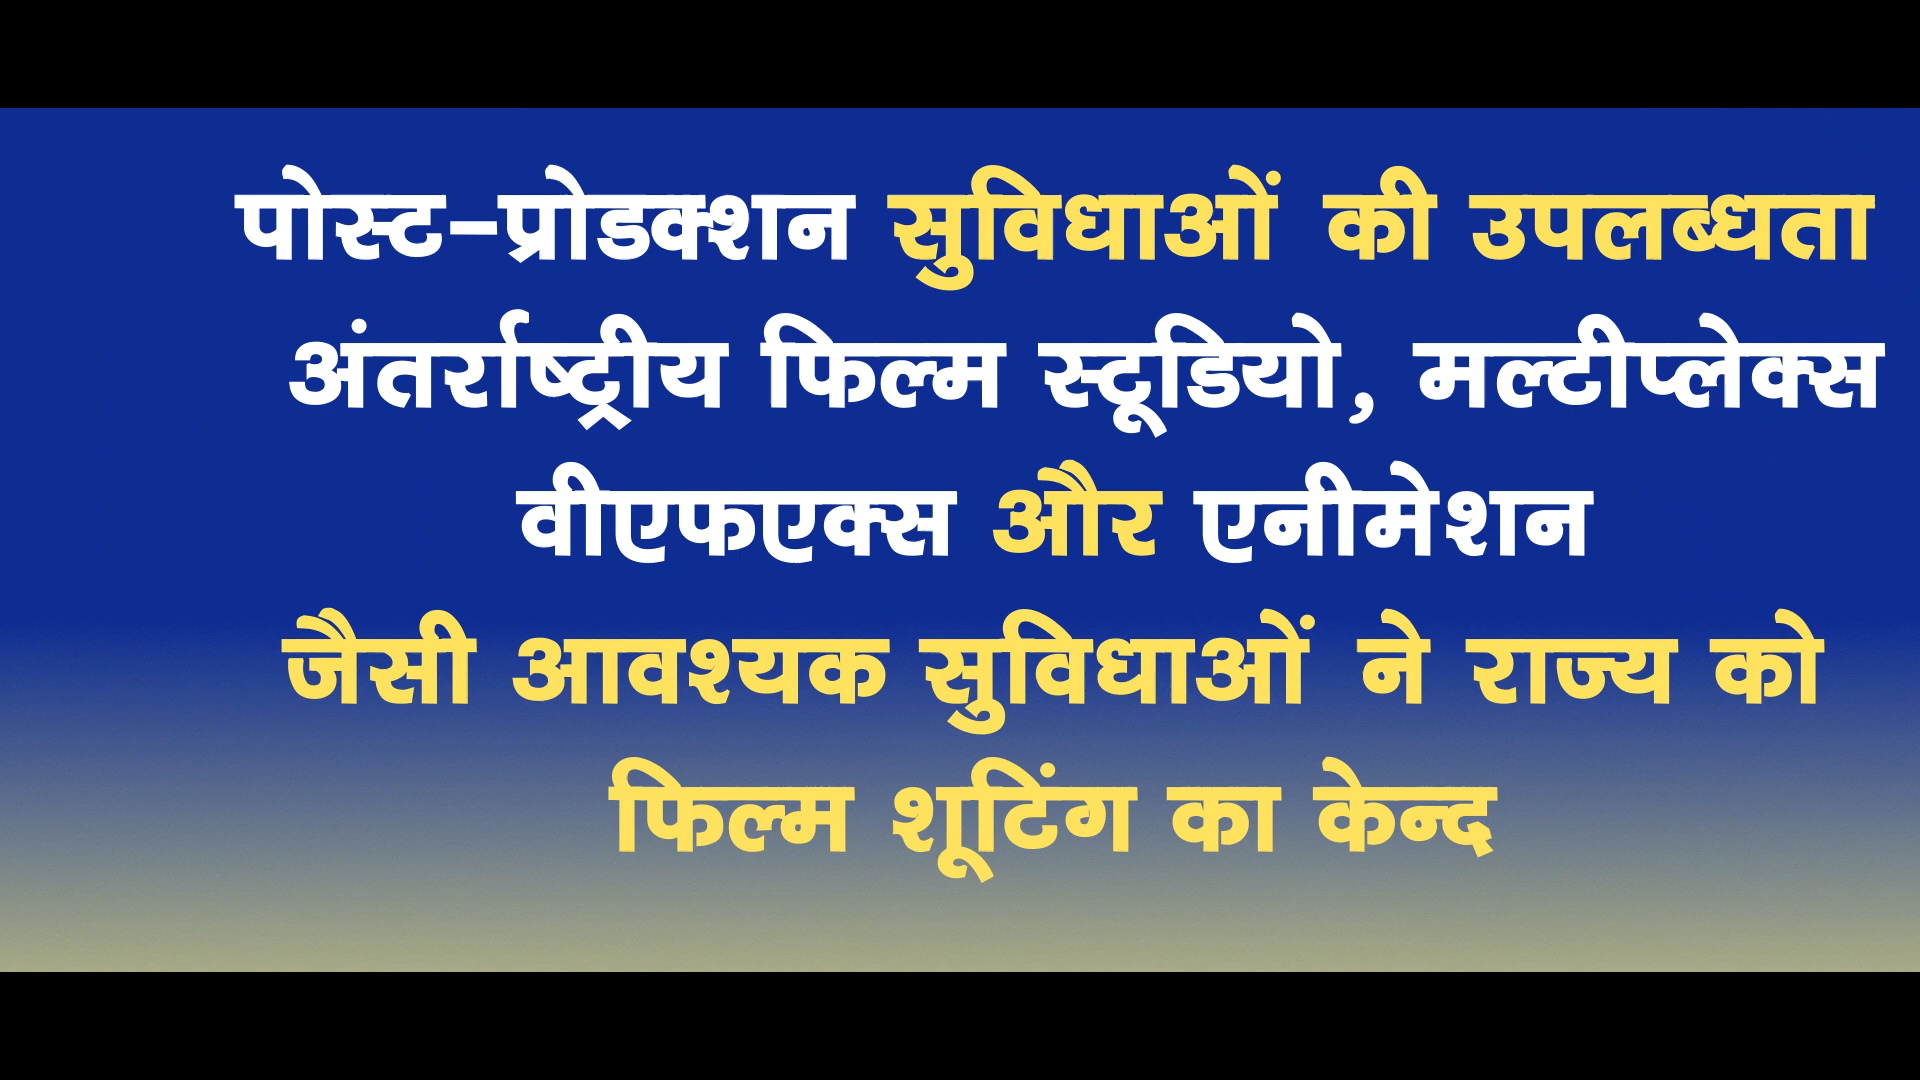 पोस्ट-प्रोडक्शन सुविधाओं की उपलब्धता
अंतर्राष्ट्रीय फिल्म स्टूडियो, मल्टीप्लेक्स
वीएफएक्स और एनीमेशन
जैसी आवश्यक सुविधाओं ने राज्य को
फिल्म शूटिंग का केन्द